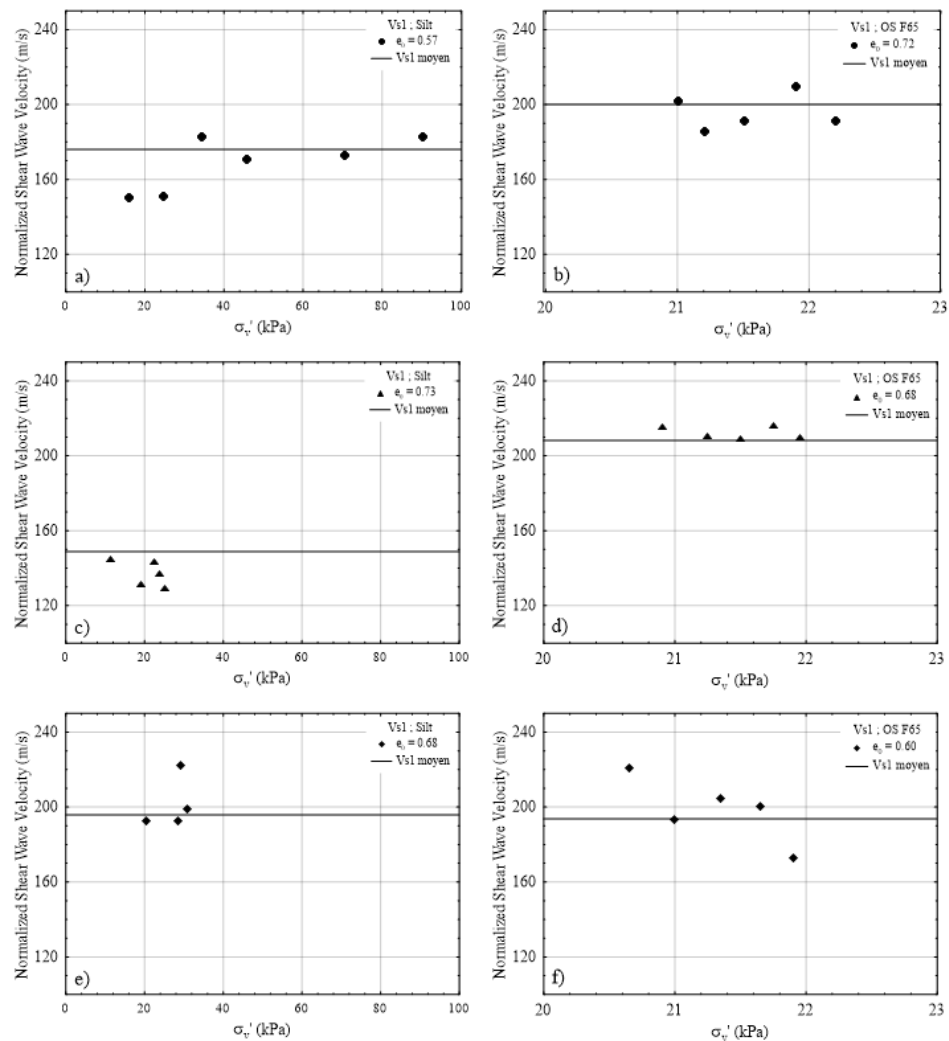 Normalized Shear Wave Velocity (m/s)
240
200
160
120
Vs1 ; Silt
e₀ = 0.57
Vs1 moyen
a)
0
20
40
60
80
100
σᵥ' (kPa)
Normalized Shear Wave Velocity (m/s)
240
200
160
120
Vs1 ; OS F65
e₀ = 0.72
Vs1 moyen
b)
20
21
22
23
σᵥ' (kPa)
Normalized Shear Wave Velocity (m/s)
240
200
160
120
Vs1 ; Silt
e₀ = 0.73
Vs1 moyen
c)
0
20
40
60
80
100
σᵥ' (kPa)
Normalized Shear Wave Velocity (m/s)
240
200
160
120
Vs1 ; OS F65
e₀ = 0.68
Vs1 moyen
d)
20
21
22
23
σᵥ' (kPa)
Normalized Shear Wave Velocity (m/s)
240
200
160
120
Vs1 ; Silt
e₀ = 0.68
Vs1 moyen
e)
0
20
40
60
80
100
σᵥ' (kPa)
Normalized Shear Wave Velocity (m/s)
240
200
160
120
Vs1 ; OS F65
e₀ = 0.60
Vs1 moyen
f)
20
21
22
23
σᵥ' (kPa)